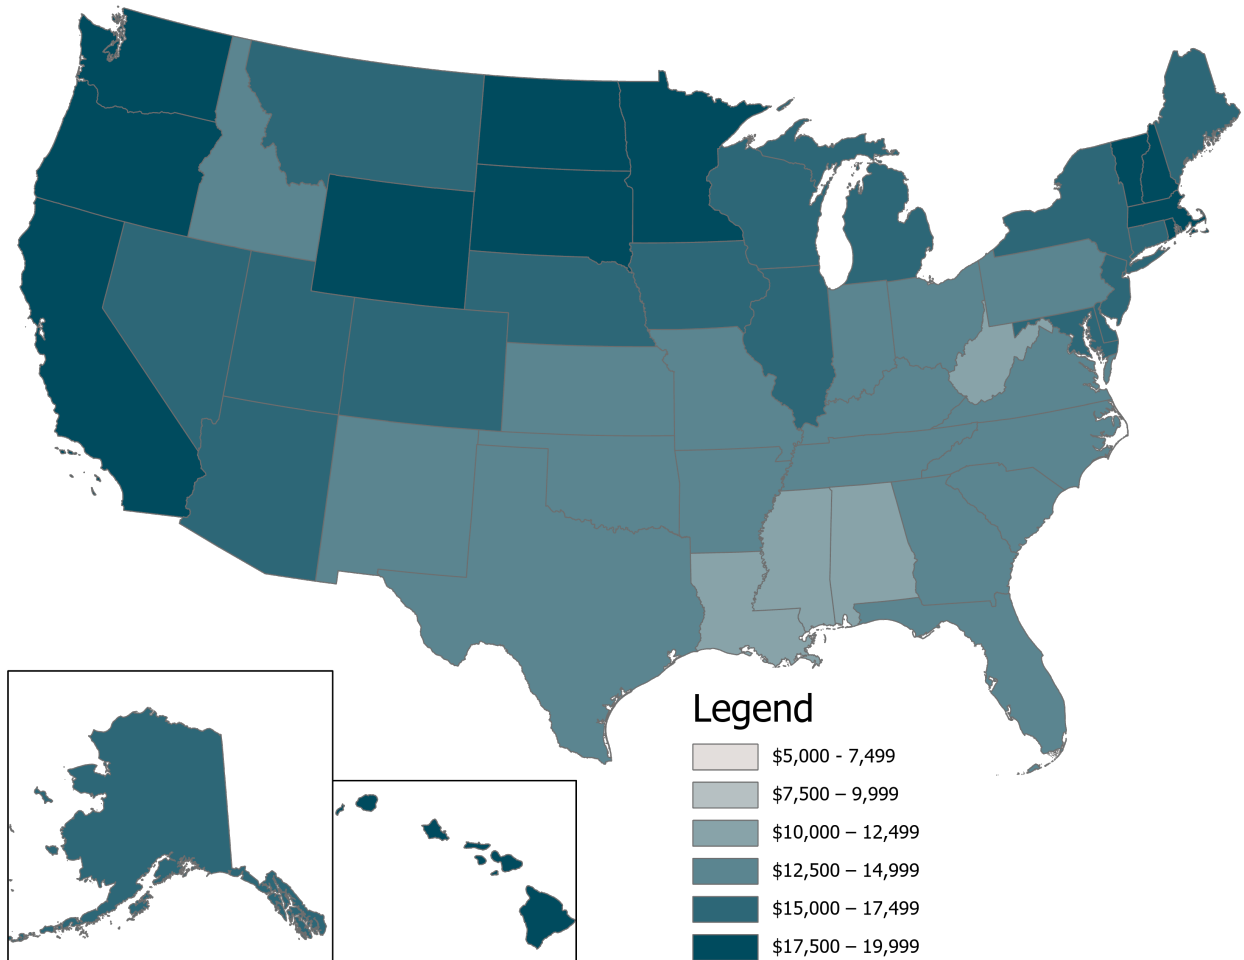 Legend
$5,000 - 7,499
$7,500 – 9,999
$10,000 – 12,499
$12,500 – 14,999
$15,000 – 17,499
$17,500 – 19,999